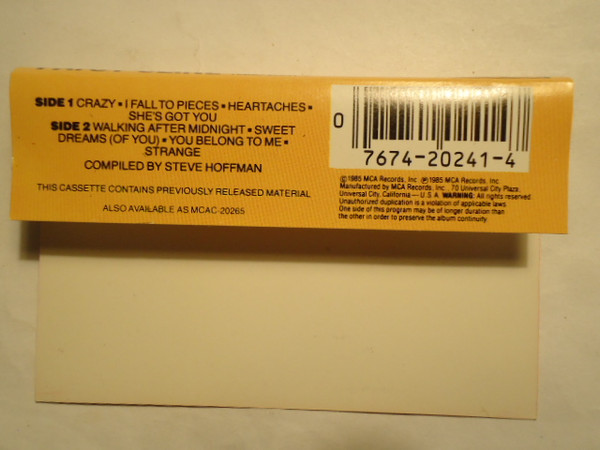 SIDE 1 CRAZY ▪ I FALL TO PIECES ▪ HEARTACHES ▪
SHE'S GOT YOU
SIDE 2 WALKING AFTER MIDNIGHT ▪ SWEET
DREAMS (OF YOU) ▪ YOU BELONG TO ME ▪
STRANGE
COMPILED BY STEVE HOFFMAN
THIS CASSETTE CONTAINS PREVIOUSLY RELEASED MATERIAL
ALSO AVAILABLE AS MCAC-20265
0
7674-20241-4
©1985 MCA Records, Inc. ℗1985 MCA Records, Inc.
Manufactured by MCA Records, Inc., 70 Universal City Plaza,
Universal City, California — U.S.A. WARNING: All rights reserved.
Unauthorized duplication is a violation of applicable laws
One side of this program may be of longer duration than
the other in order to preserve the album continuity